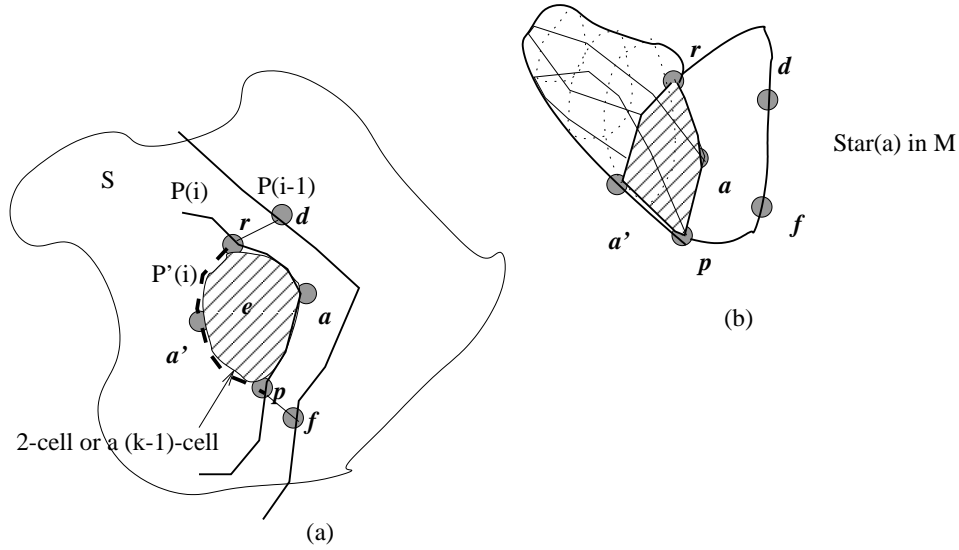 S
P(i)
P(i-1)
r
d
P'(i)
e
a
a'
p
f
2-cell or a (k-1)-cell
(a)
r
d
Star(a) in M
a
a'
f
p
(b)